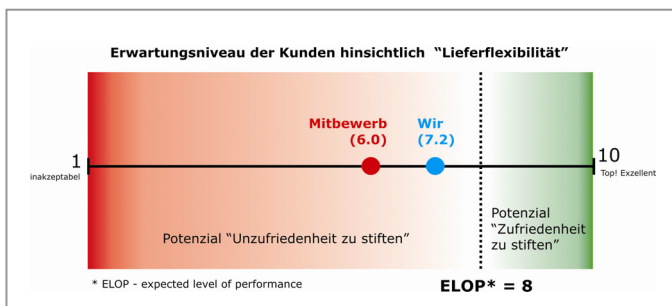 Erwartungsniveau der Kunden hinsichtlich “Lieferflexibilität”
Mitbewerb
(6.0)
Wir
(7.2)
1
inakzeptabel
10
Top! Exzellent
Potenzial “Unzufriedenheit zu stiften”
Potenzial
“Zufriedenheit
zu stiften”
* ELOP - expected level of performance
ELOP* = 8